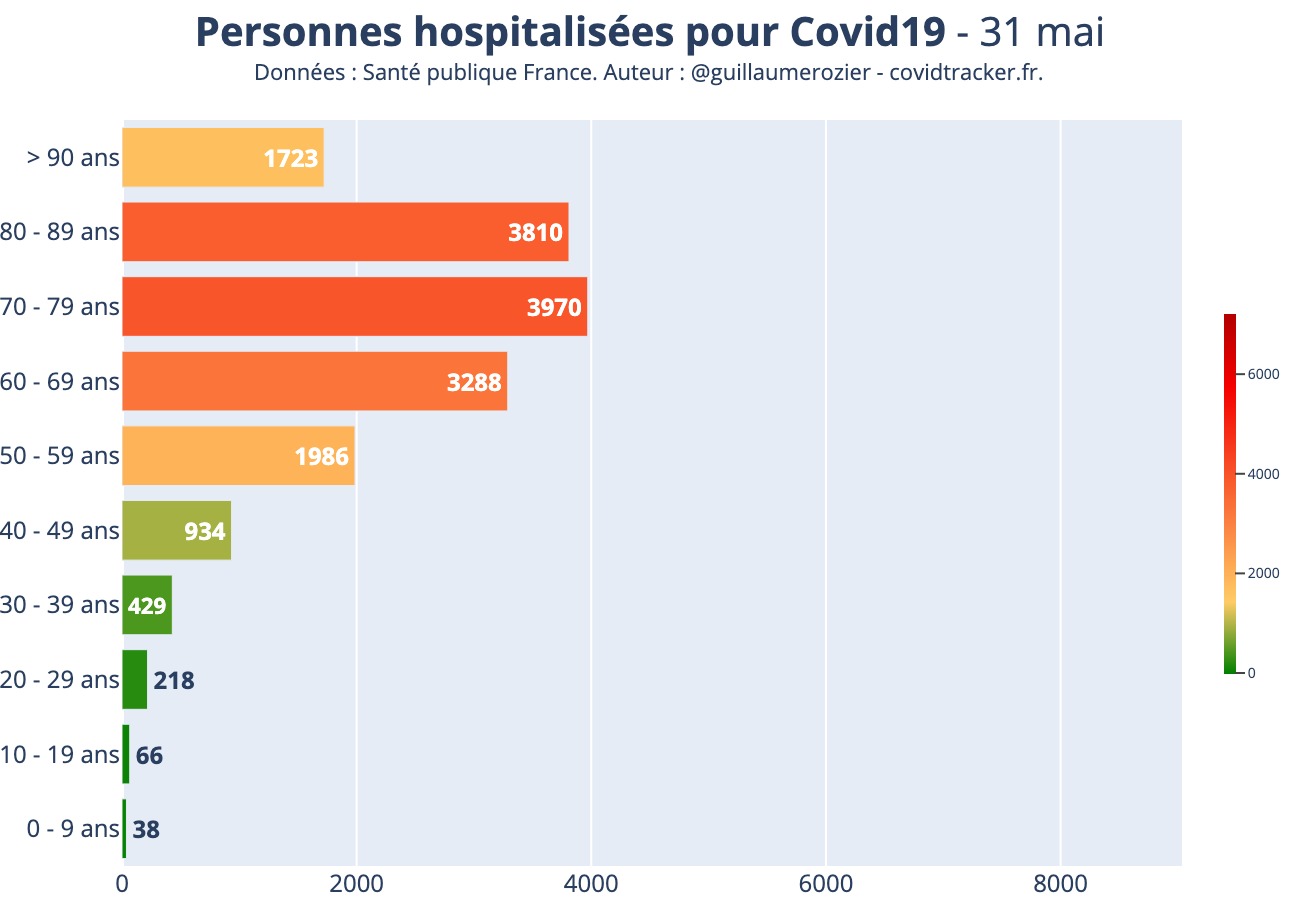 Personnes hospitalisées pour Covid19 - 31 mai
Données : Santé publique France. Auteur : @guillaumerozier - covidtracker.fr.
> 90 ans 1723
80 - 89 ans 3810
70 - 79 ans 3970
60 - 69 ans 3288
50 - 59 ans 1986
40 - 49 ans 934
30 - 39 ans 429
20 - 29 ans 218
10 - 19 ans 66
0 - 9 ans 38
0 2000 4000 6000 8000
6000
4000
2000
0